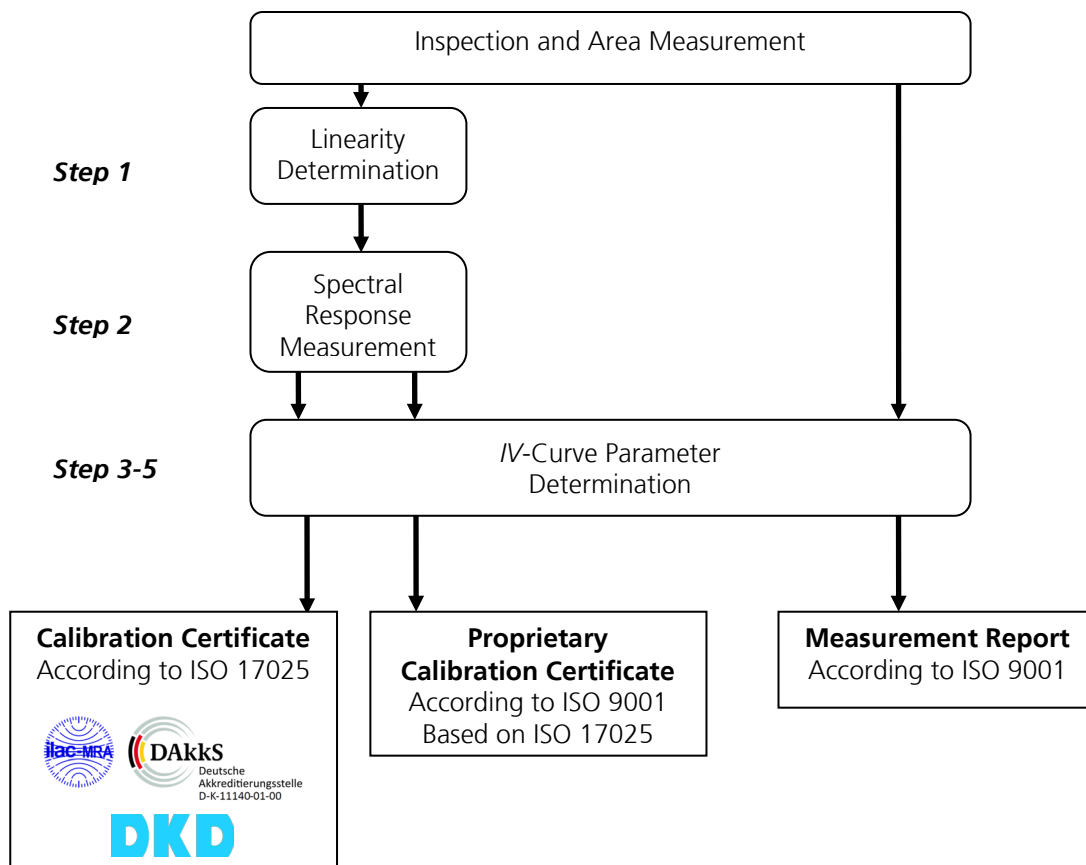 Inspection and Area Measurement
Step 1
Linearity
Determination
Step 2
Spectral
Response
Measurement
Step 3-5
IV-Curve Parameter
Determination
Calibration Certificate
According to ISO 17025
ilac-MRA
DAkkS
Deutsche
Akkreditierungsstelle
D-K-11140-01-00
DKD
Proprietary
Calibration Certificate
According to ISO 9001
Based on ISO 17025
Measurement Report
According to ISO 9001